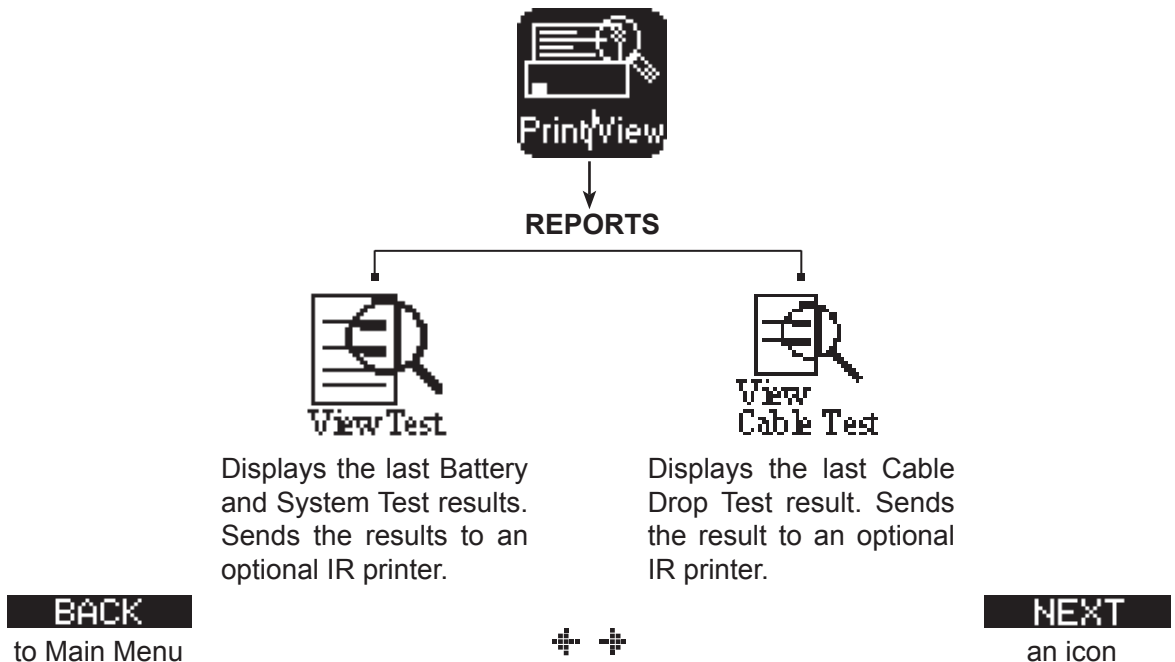 Print/View
REPORTS
View Test
Displays the last Battery
and System Test results.
Sends the results to an
optional IR printer.
View
Cable Test
Displays the last Cable
Drop Test result. Sends
the result to an optional
IR printer.
BACK
to Main Menu
NEXT
an icon